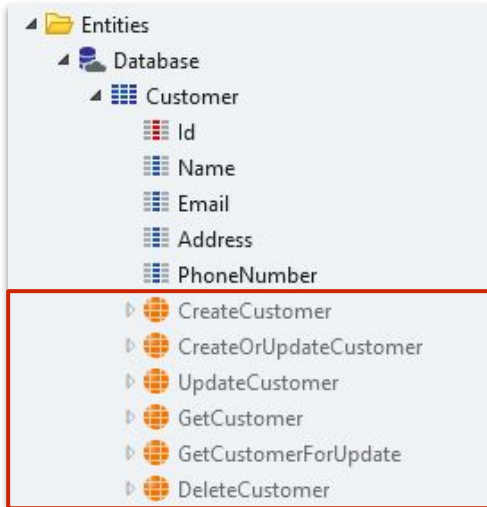 Entities
Database
Customer
Id
Name
Email
Address
PhoneNumber
CreateCustomer
CreateOrUpdateCustomer
UpdateCustomer
GetCustomer
GetCustomerForUpdate
DeleteCustomer